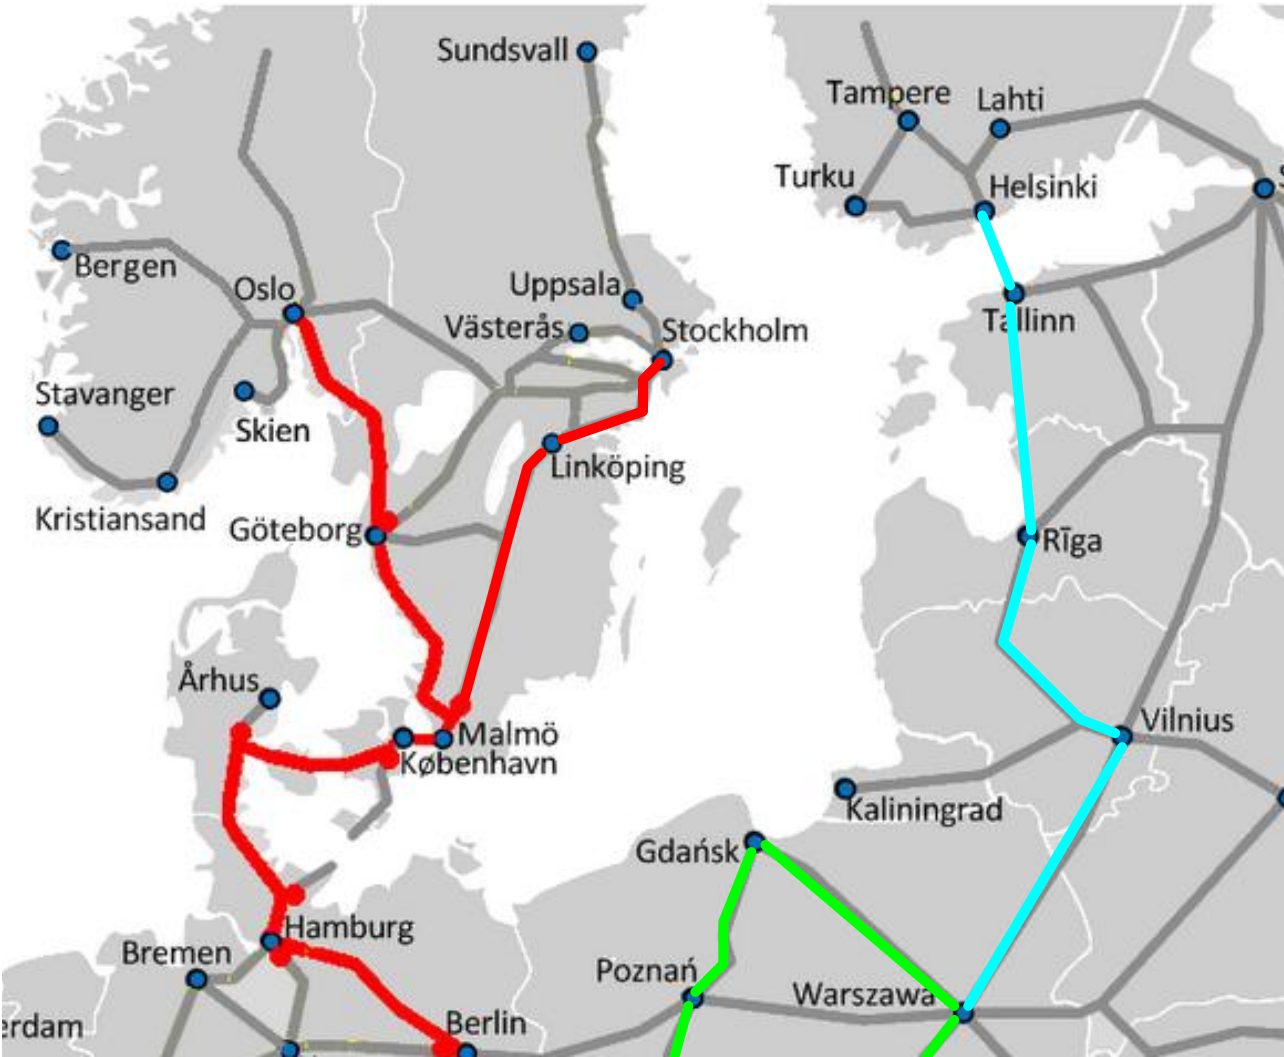 Sundsvall
Tampere
Lahti
Turku
Helsinki
S
Bergen
Oslo
Uppsala
Västerås
Stockholm
Tallinn
Stavanger
Skien
Linköping
Kristiansand
Göteborg
Rīga
Århus
Malmö
København
Vilnius
Kaliningrad
Gdańsk
Hamburg
Bremen
Poznań
Warszawa
erdam
Berlin